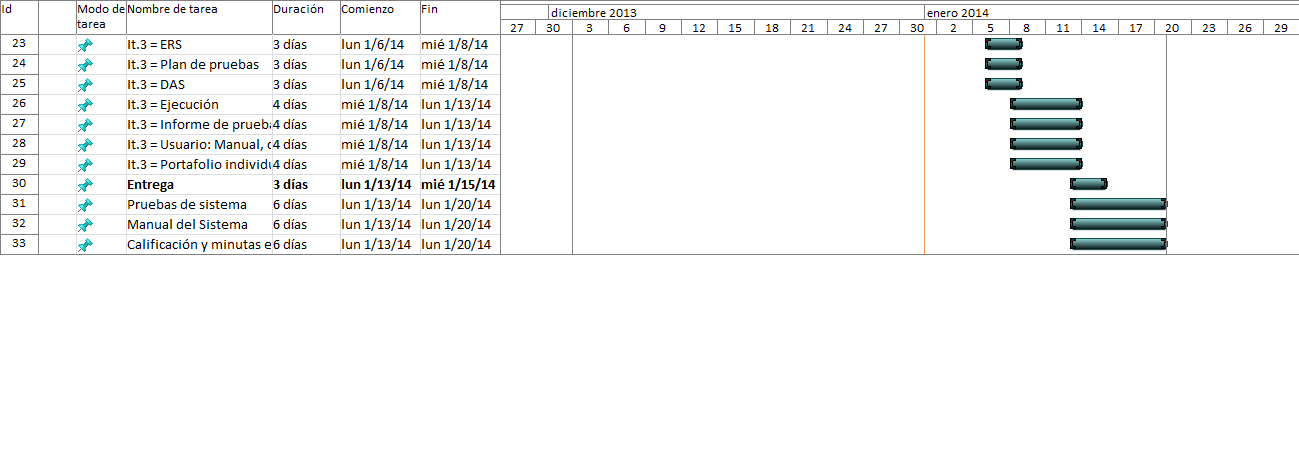 Id Modo de tarea Nombre de tarea Duración Comienzo Fin
diciembre 2013 enero 2014
27 30 3 6 9 12 15 18 21 24 27 30 2 5 8 11 14 17 20 23 26 29
23 It.3 = ERS 3 días lun 1/6/14 mié 1/8/14
24 It.3 = Plan de pruebas 3 días lun 1/6/14 mié 1/8/14
25 It.3 = DAS 3 días lun 1/6/14 mié 1/8/14
26 It.3 = Ejecución 4 días mié 1/8/14 lun 1/13/14
27 It.3 = Informe de prueba 4 días mié 1/8/14 lun 1/13/14
28 It.3 = Usuario: Manual, c 4 días mié 1/8/14 lun 1/13/14
29 It.3 = Portafolio individu 4 días mié 1/8/14 lun 1/13/14
30 Entrega 3 días lun 1/13/14 mié 1/15/14
31 Pruebas de sistema 6 días lun 1/13/14 lun 1/20/14
32 Manual del Sistema 6 días lun 1/13/14 lun 1/20/14
33 Calificación y minutas e 6 días lun 1/13/14 lun 1/20/14